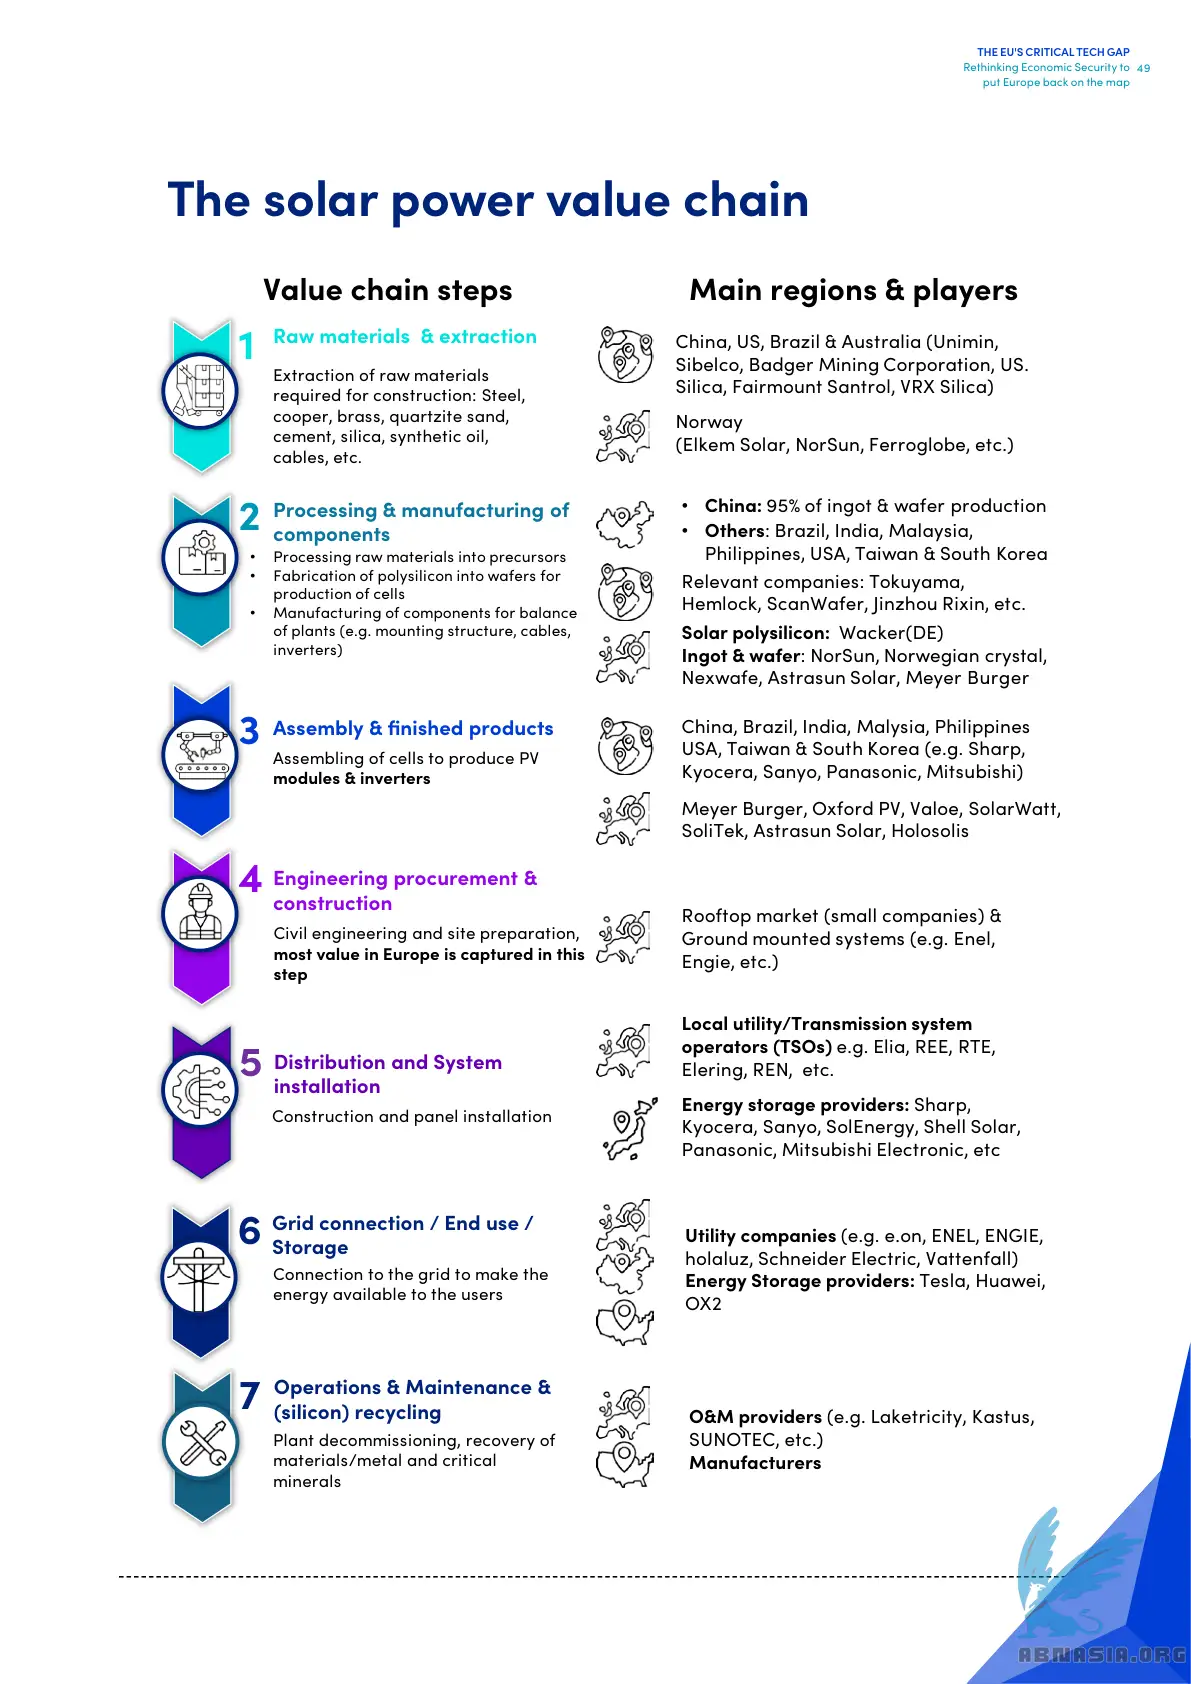 THE EU'S CRITICAL TECH GAP
Rethinking Economic Security to 49
put Europe back on the map
The solar power value chain
Value chain steps
Main regions & players
1
Raw materials & extraction
Extraction of raw materials
required for construction: Steel,
cooper, brass, quartzite sand,
cement, silica, synthetic oil,
cables, etc.
China, US, Brazil & Australia (Unimin,
Sibelco, Badger Mining Corporation, US.
Silica, Fairmount Santrol, VRX Silica)
Norway
(Elkem Solar, NorSun, Ferroglobe, etc.)
2
Processing & manufacturing of
components
• Processing raw materials into precursors
• Fabrication of polysilicon into wafers for
production of cells
• Manufacturing of components for balance
of plants (e.g. mounting structure, cables,
inverters)
• China: 95% of ingot & wafer production
• Others: Brazil, India, Malaysia,
Philippines, USA, Taiwan & South Korea
Relevant companies: Tokuyama,
Hemlock, ScanWafer, Jinzhou Rixin, etc.
Solar polysilicon: Wacker(DE)
Ingot & wafer: NorSun, Norwegian crystal,
Nexwafe, Astrasun Solar, Meyer Burger
3
Assembly & finished products
Assembling of cells to produce PV
modules & inverters
China, Brazil, India, Malysia, Philippines
USA, Taiwan & South Korea (e.g. Sharp,
Kyocera, Sanyo, Panasonic, Mitsubishi)
Meyer Burger, Oxford PV, Valoe, SolarWatt,
SoliTek, Astrasun Solar, Holosolis
4
Engineering procurement &
construction
Civil engineering and site preparation,
most value in Europe is captured in this
step
Rooftop market (small companies) &
Ground mounted systems (e.g. Enel,
Engie, etc.)
5
Distribution and System
installation
Construction and panel installation
Local utility/Transmission system
operators (TSOs) e.g. Elia, REE, RTE,
Elering, REN, etc.
Energy storage providers: Sharp,
Kyocera, Sanyo, SolEnergy, Shell Solar,
Panasonic, Mitsubishi Electronic, etc
6
Grid connection / End use /
Storage
Connection to the grid to make the
energy available to the users
Utility companies (e.g. e.on, ENEL, ENGIE,
holaluz, Schneider Electric, Vattenfall)
Energy Storage providers: Tesla, Huawei,
OX2
7
Operations & Maintenance &
(silicon) recycling
Plant decommissioning, recovery of
materials/metal and critical
minerals
O&M providers (e.g. Laketricity, Kastus,
SUNOTEC, etc.)
Manufacturers
ABNASIA.ORG